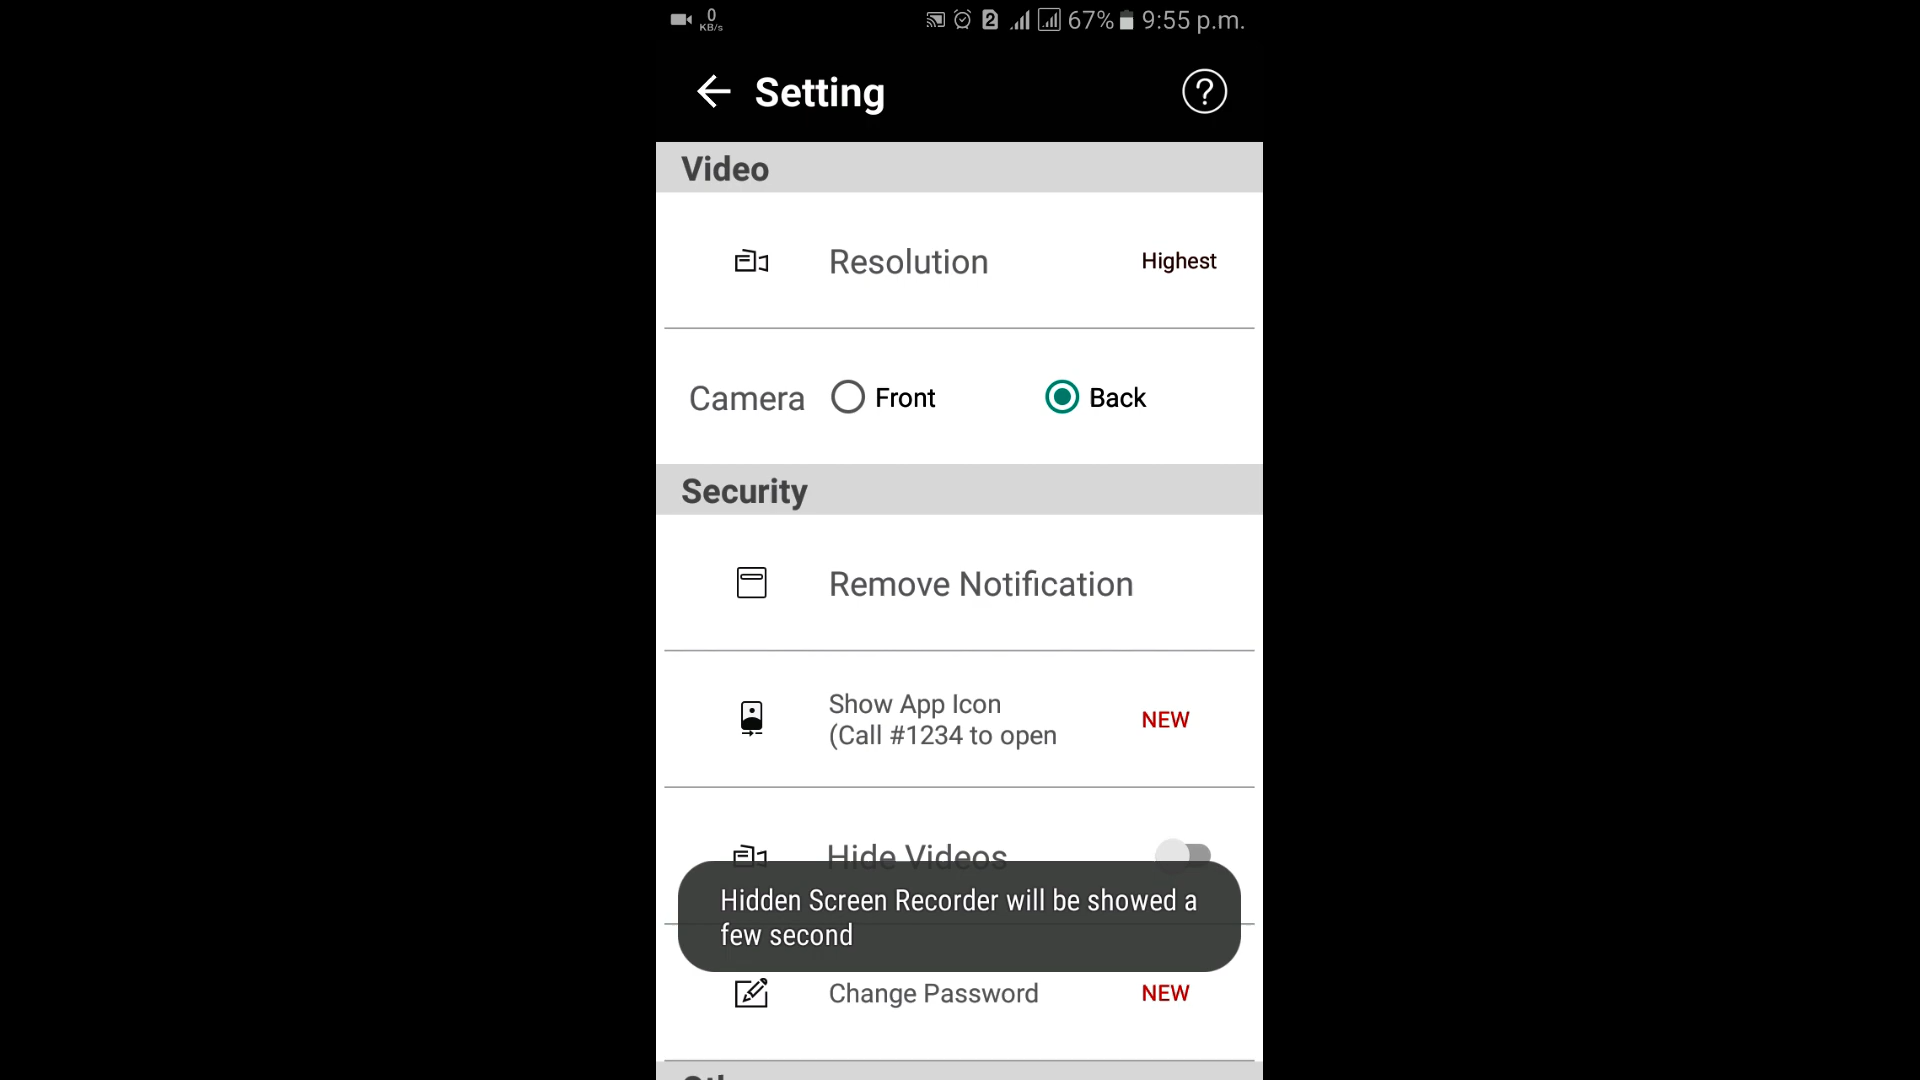 0 KB/s 2 67% 9:55 p.m.
Setting ?
Video
Resolution Highest
Camera Front Back
Security
Remove Notification
Show App Icon
(Call #1234 to open
NEW
Hide Videos
Hidden Screen Recorder will be showed a
few second
Change Password NEW